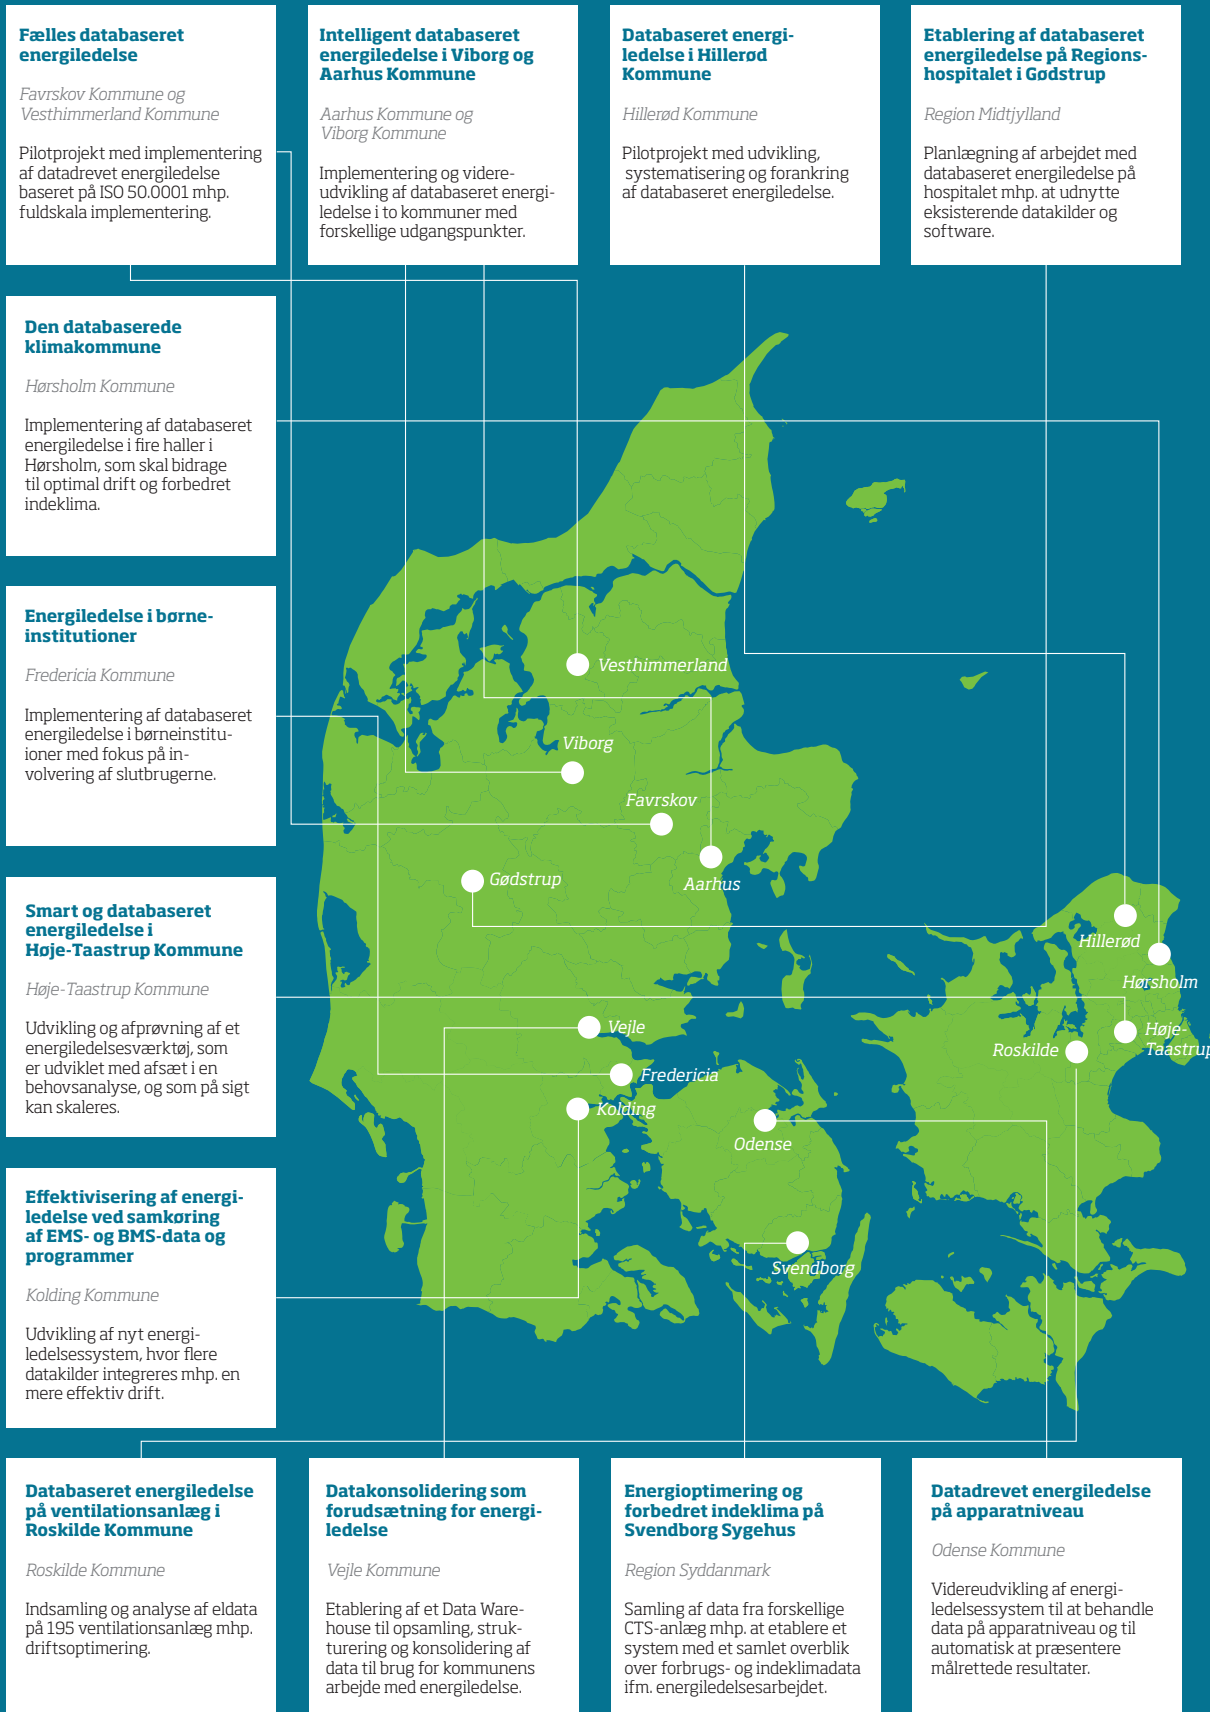 Fælles databaseret
energiledelse
Favrskov Kommune og
Vesthimmerland Kommune
Pilotprojekt med implementering
af datadrevet energiledelse
baseret på ISO 50.0001 mhp.
fuldskala implementering.
Intelligent databaseret
energiledelse i Viborg og
Aarhus Kommune
Aarhus Kommune og
Viborg Kommune
Implementering og videre-
udvikling af databaseret energi-
ledelse i to kommuner med
forskellige udgangspunkter.
Databaseret energi-
ledelse i Hillerød
Kommune
Hillerød Kommune
Pilotprojekt med udvikling,
systematisering og forankring
af databaseret energiledelse.
Etablering af databaseret
energiledelse på Regions-
hospitalet i Gødstrup
Region Midtjylland
Planlægning af arbejdet med
databaseret energiledelse på
hospitalet mhp. at udnytte
eksisterende datakilder og
software.
Den databaserede
klimakommune
Hørsholm Kommune
Implementering af databaseret
energiledelse i fire haller i
Hørsholm, som skal bidrage
til optimal drift og forbedret
indeklima.
Energiledelse i børne-
institutioner
Fredericia Kommune
Implementering af databaseret
energiledelse i børneinstitu-
ioner med fokus på in-
volvering af slutbrugerne.
Smart og databaseret
energiledelse i
Høje-Taastrup Kommune
Høje-Taastrup Kommune
Udvikling og afprøvning af et
energiledelsesværktøj, som
er udviklet med afsæt i en
behovsanalyse, og som på sigt
kan skaleres.
Effektivisering af energi-
ledelse ved samkøring
af EMS- og BMS-data og
programmer
Kolding Kommune
Udvikling af nyt energi-
ledelsessystem, hvor flere
datakilder integreres mhp. en
mere effektiv drift.
Vesthimmerland
Viborg
Favrskov
Aarhus
Gødstrup
Hillerød
Hørsholm
Høje-
Taastrup
Roskilde
Vejle
Fredericia
Kolding
Odense
Svendborg
Databaseret energiledelse
på ventilationsanlæg i
Roskilde Kommune
Roskilde Kommune
Indsamling og analyse af eldata
på 195 ventilationsanlæg mhp.
driftsoptimering.
Datakonsolidering som
forudsætning for energi-
ledelse
Vejle Kommune
Etablering af et Data Ware-
house til opsamling, struk-
turering og konsolidering af
data til brug for kommunens
arbejde med energiledelse.
Energioptimering og
forbedret indeklima på
Svendborg Sygehus
Region Syddanmark
Samling af data fra forskellige
CTS-anlæg mhp. at etablere et
system med et samlet overblik
over forbrugs- og indeklimadata
ifm. energiledelsesarbejdet.
Datadrevet energiledelse
på apparatniveau
Odense Kommune
Videreudvikling af energi-
ledelsessystem til at behandle
data på apparatniveau og til
automatisk at præsentere
målrettede resultater.